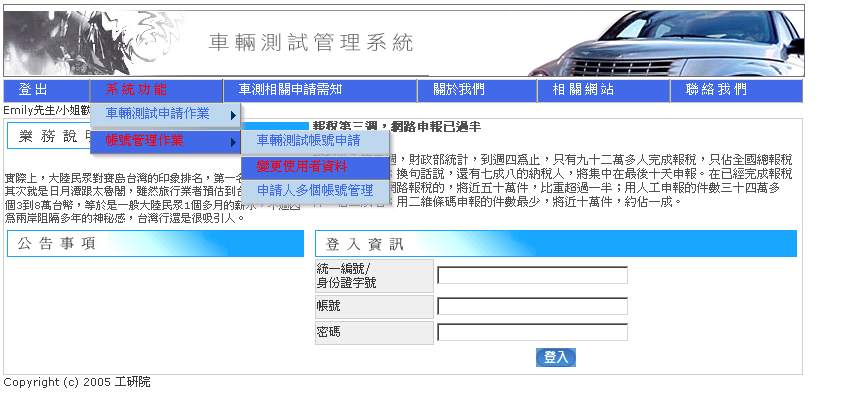 車輛測試管理系統
登出 系統功能 車測相關申請需知 關於我們 相關網站 聯絡我們
Emily先生/小姐歡
車輛測試申請作業
帳號管理作業
車輛測試帳號申請
變更使用者資料
申請人多個帳號管理
業務說明
實際上，大陸民眾對寶島台灣的印象排名，第一名
其次就是日月潭跟太魯閣，雖然旅行業者預估到台
個3到8萬台幣，等於是一般大陸民眾1個多月的薪水，不過因
為兩岸阻隔多年的神秘感，台灣行還是很吸引人。
報稅第三週，網路申報已過半
週，財政部統計，到週四為止，只有九十二萬多人完成報稅，只佔全國總報稅
換句話說，還有七成八的納稅人，將集中在最後十天申報。在已經完成報稅
路報稅的，將近五十萬件，比重超過一半；用人工申報的件數三十四萬多
用二維條碼申報的件數最少，將近十萬件，約佔一成。
公告事項
登入資訊
統一編號/
身份證字號
帳號
密碼
登入
Copyright (c) 2005 工研院